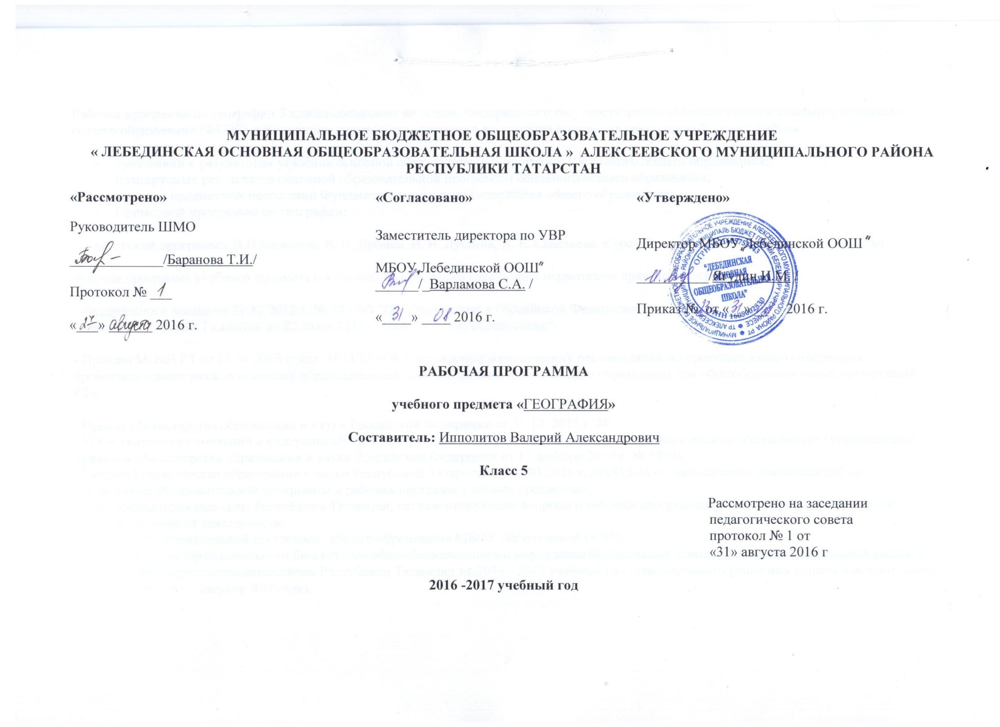 МУНИЦИПАЛЬНОЕ БЮДЖЕТНОЕ ОБЩЕОБРАЗОВАТЕЛЬНОЕ УЧРЕЖДЕНИЕ
« ЛЕБЕДИНСКАЯ ОСНОВНАЯ ОБЩЕОБРАЗОВАТЕЛЬНАЯ ШКОЛА » АЛЕКСЕЕВСКОГО МУНИЦИПАЛЬНОГО РАЙОНА
РЕСПУБЛИКИ ТАТАРСТАН
«Рассмотрено»
Руководитель ШМО
/Баранова Т.И./
Протокол № 1
«27» августа 2016 г.
«Согласовано»
Заместитель директора по УВР
МБОУ "Лебединской ООШ"
/ Варламова С.А. /
« 31 » 08 2016 г.
«Утверждено»
Директор МБОУ "Лебединской ООШ"
/ Ягудин И.М. /
Приказ № от « 31 » 2016 г.
"ЛЕБЕДИНСКАЯ
ОСНОВНАЯ
ОБЩЕОБРАЗОВАТЕЛЬНАЯ
ШКОЛА"
ИНН 1605002830
РАБОЧАЯ ПРОГРАММА
учебного предмета «ГЕОГРАФИЯ»
Составитель: Ипполитов Валерий Александрович
Класс 5
Рассмотрено на заседании
педагогического совета
протокол № 1 от
«31» августа 2016 г
2016 -2017 учебный год